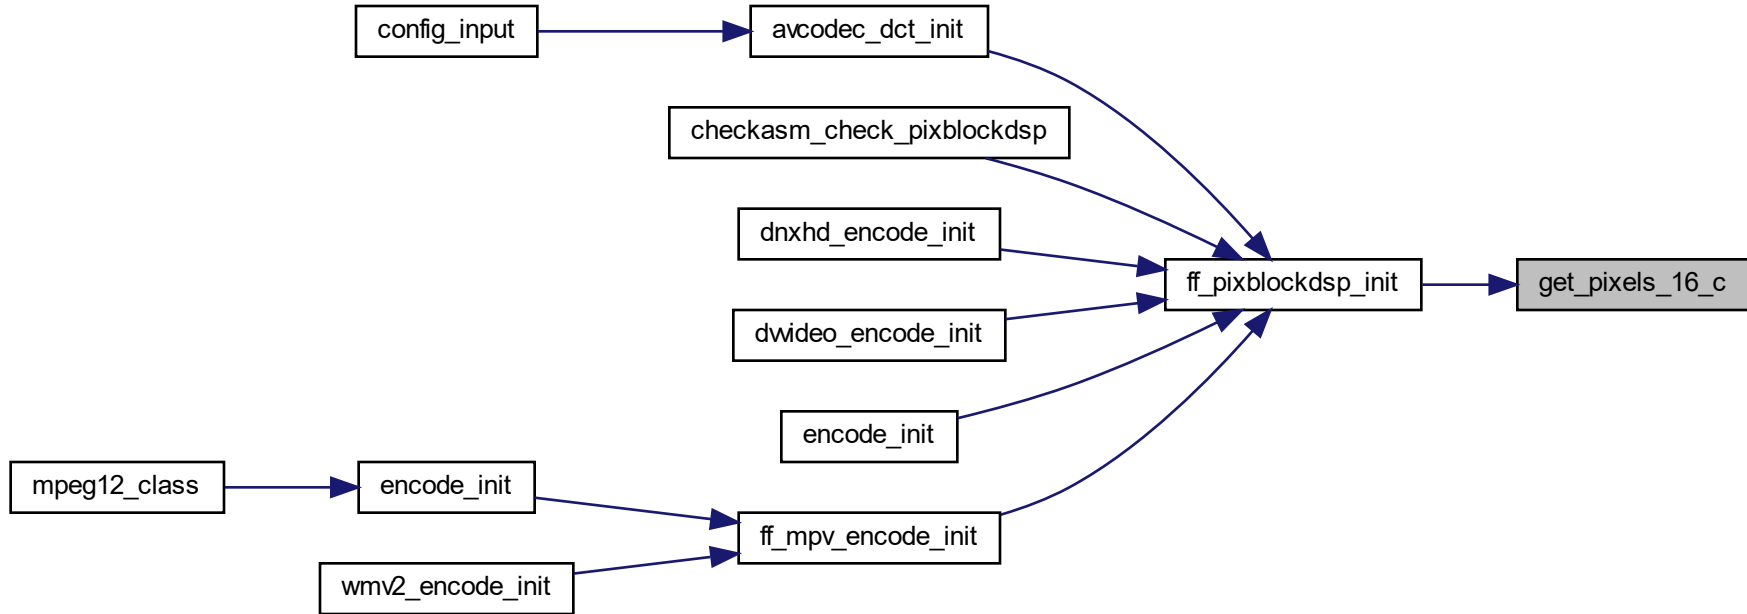 config_input
avcodec_dct_init
checkasm_check_pixblockdsp
dnxhd_encode_init
ff_pixblockdsp_init
get_pixels_16_c
dvvideo_encode_init
encode_init
mpeg12_class
encode_init
ff_mpv_encode_init
wmv2_encode_init